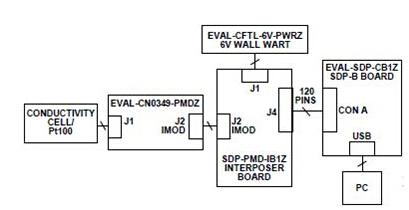 EVAL-CFTL-6V-PWRZ
6V WALL WART
EVAL-SDP-CB1Z
SDP-B BOARD
J1
120
PINS
EVAL-CN0349-PMDZ
J4
CON A
CONDUCTIVITY
CELL/
Pt100
J1
J2
IMOD
J2
IMOD
USB
SDP-PMD-IB1Z
INTERPOSER
BOARD
PC